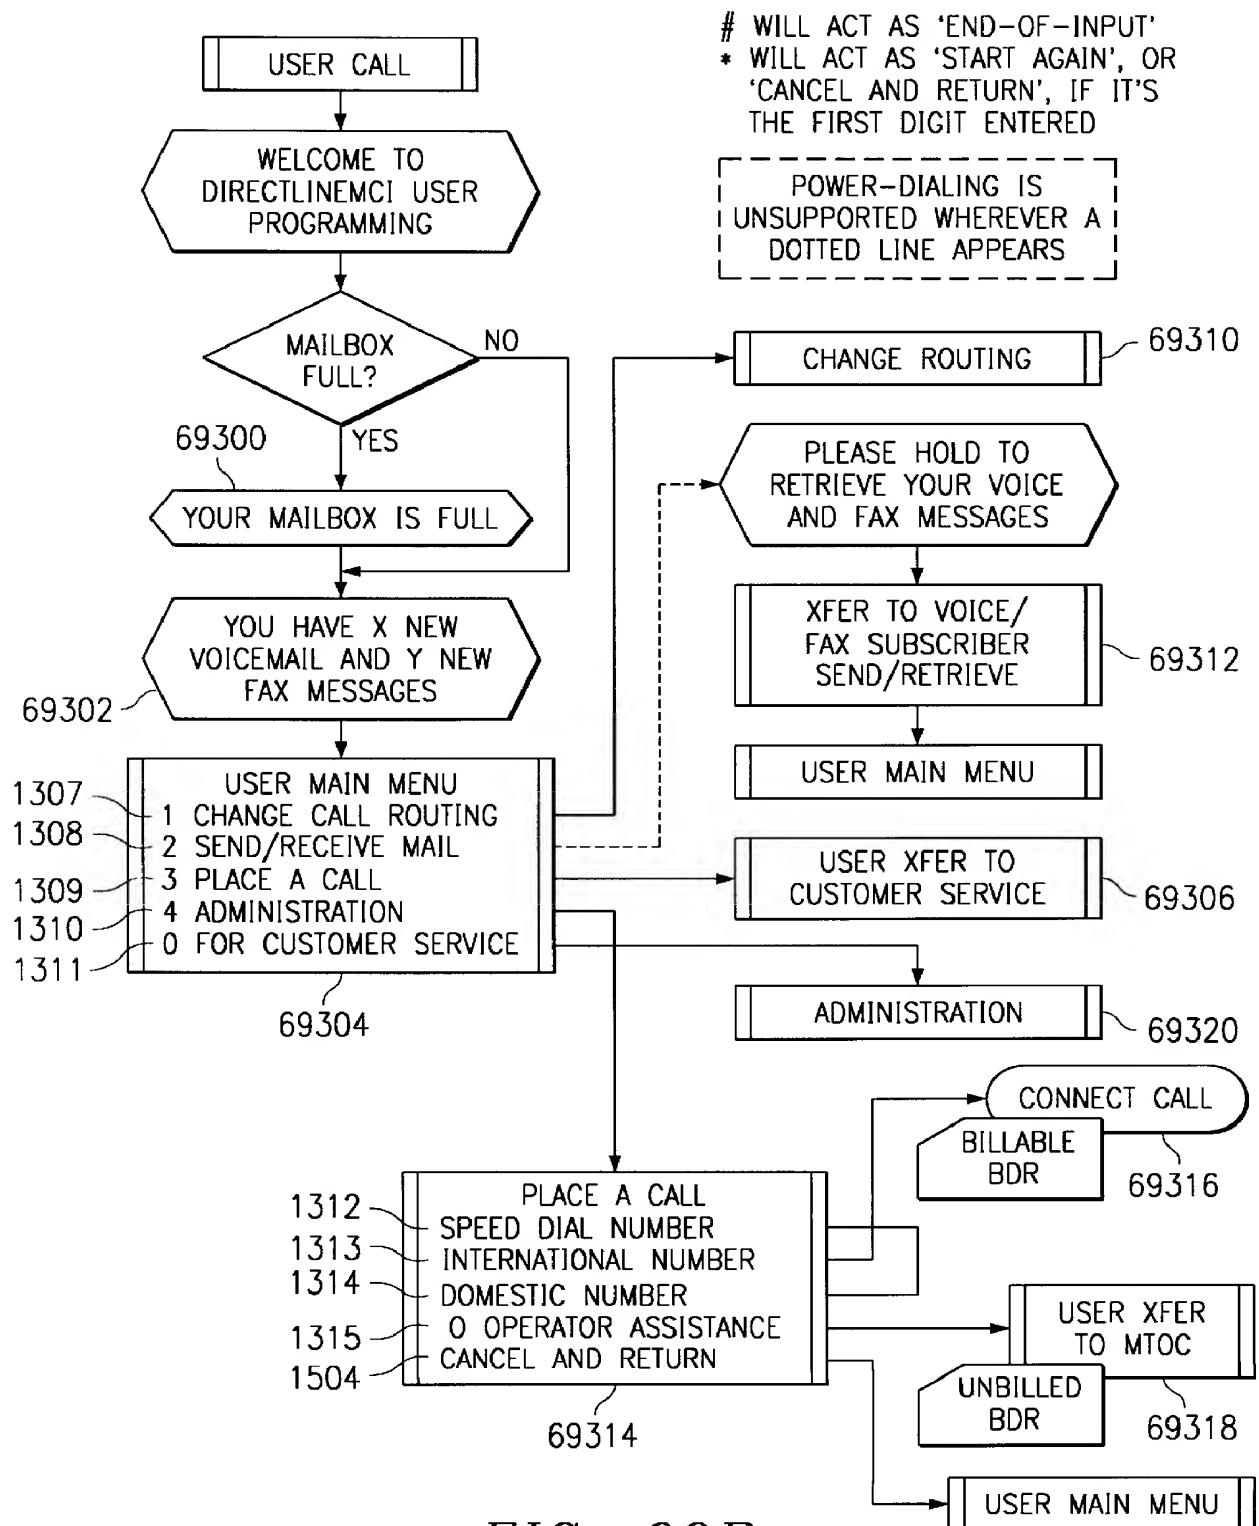 # WILL ACT AS 'END-OF-INPUT'
* WILL ACT AS 'START AGAIN', OR
'CANCEL AND RETURN', IF IT'S
THE FIRST DIGIT ENTERED
USER CALL
WELCOME TO
DIRECTLINEMCI USER
PROGRAMMING
POWER-DIALING IS
UNSUPPORTED WHEREVER A
DOTTED LINE APPEARS
MAILBOX
FULL?
NO
YES
69300
YOUR MAILBOX IS FULL
YOU HAVE X NEW
VOICEMAIL AND Y NEW
FAX MESSAGES
69302
CHANGE ROUTING
69310
PLEASE HOLD TO
RETRIEVE YOUR VOICE
AND FAX MESSAGES
XFER TO VOICE/
FAX SUBSCRIBER
SEND/RETRIEVE
69312
USER MAIN MENU
USER MAIN MENU
1307
1 CHANGE CALL ROUTING
1308
2 SEND/RECEIVE MAIL
1309
3 PLACE A CALL
1310
4 ADMINISTRATION
1311
0 FOR CUSTOMER SERVICE
69304
USER XFER TO
CUSTOMER SERVICE
69306
ADMINISTRATION
69320
CONNECT CALL
BILLABLE
BDR
69316
PLACE A CALL
1312
SPEED DIAL NUMBER
1313
INTERNATIONAL NUMBER
1314
DOMESTIC NUMBER
1315
0 OPERATOR ASSISTANCE
1504
CANCEL AND RETURN
69314
USER XFER
TO MTOC
UNBILLED
BDR
69318
USER MAIN MENU